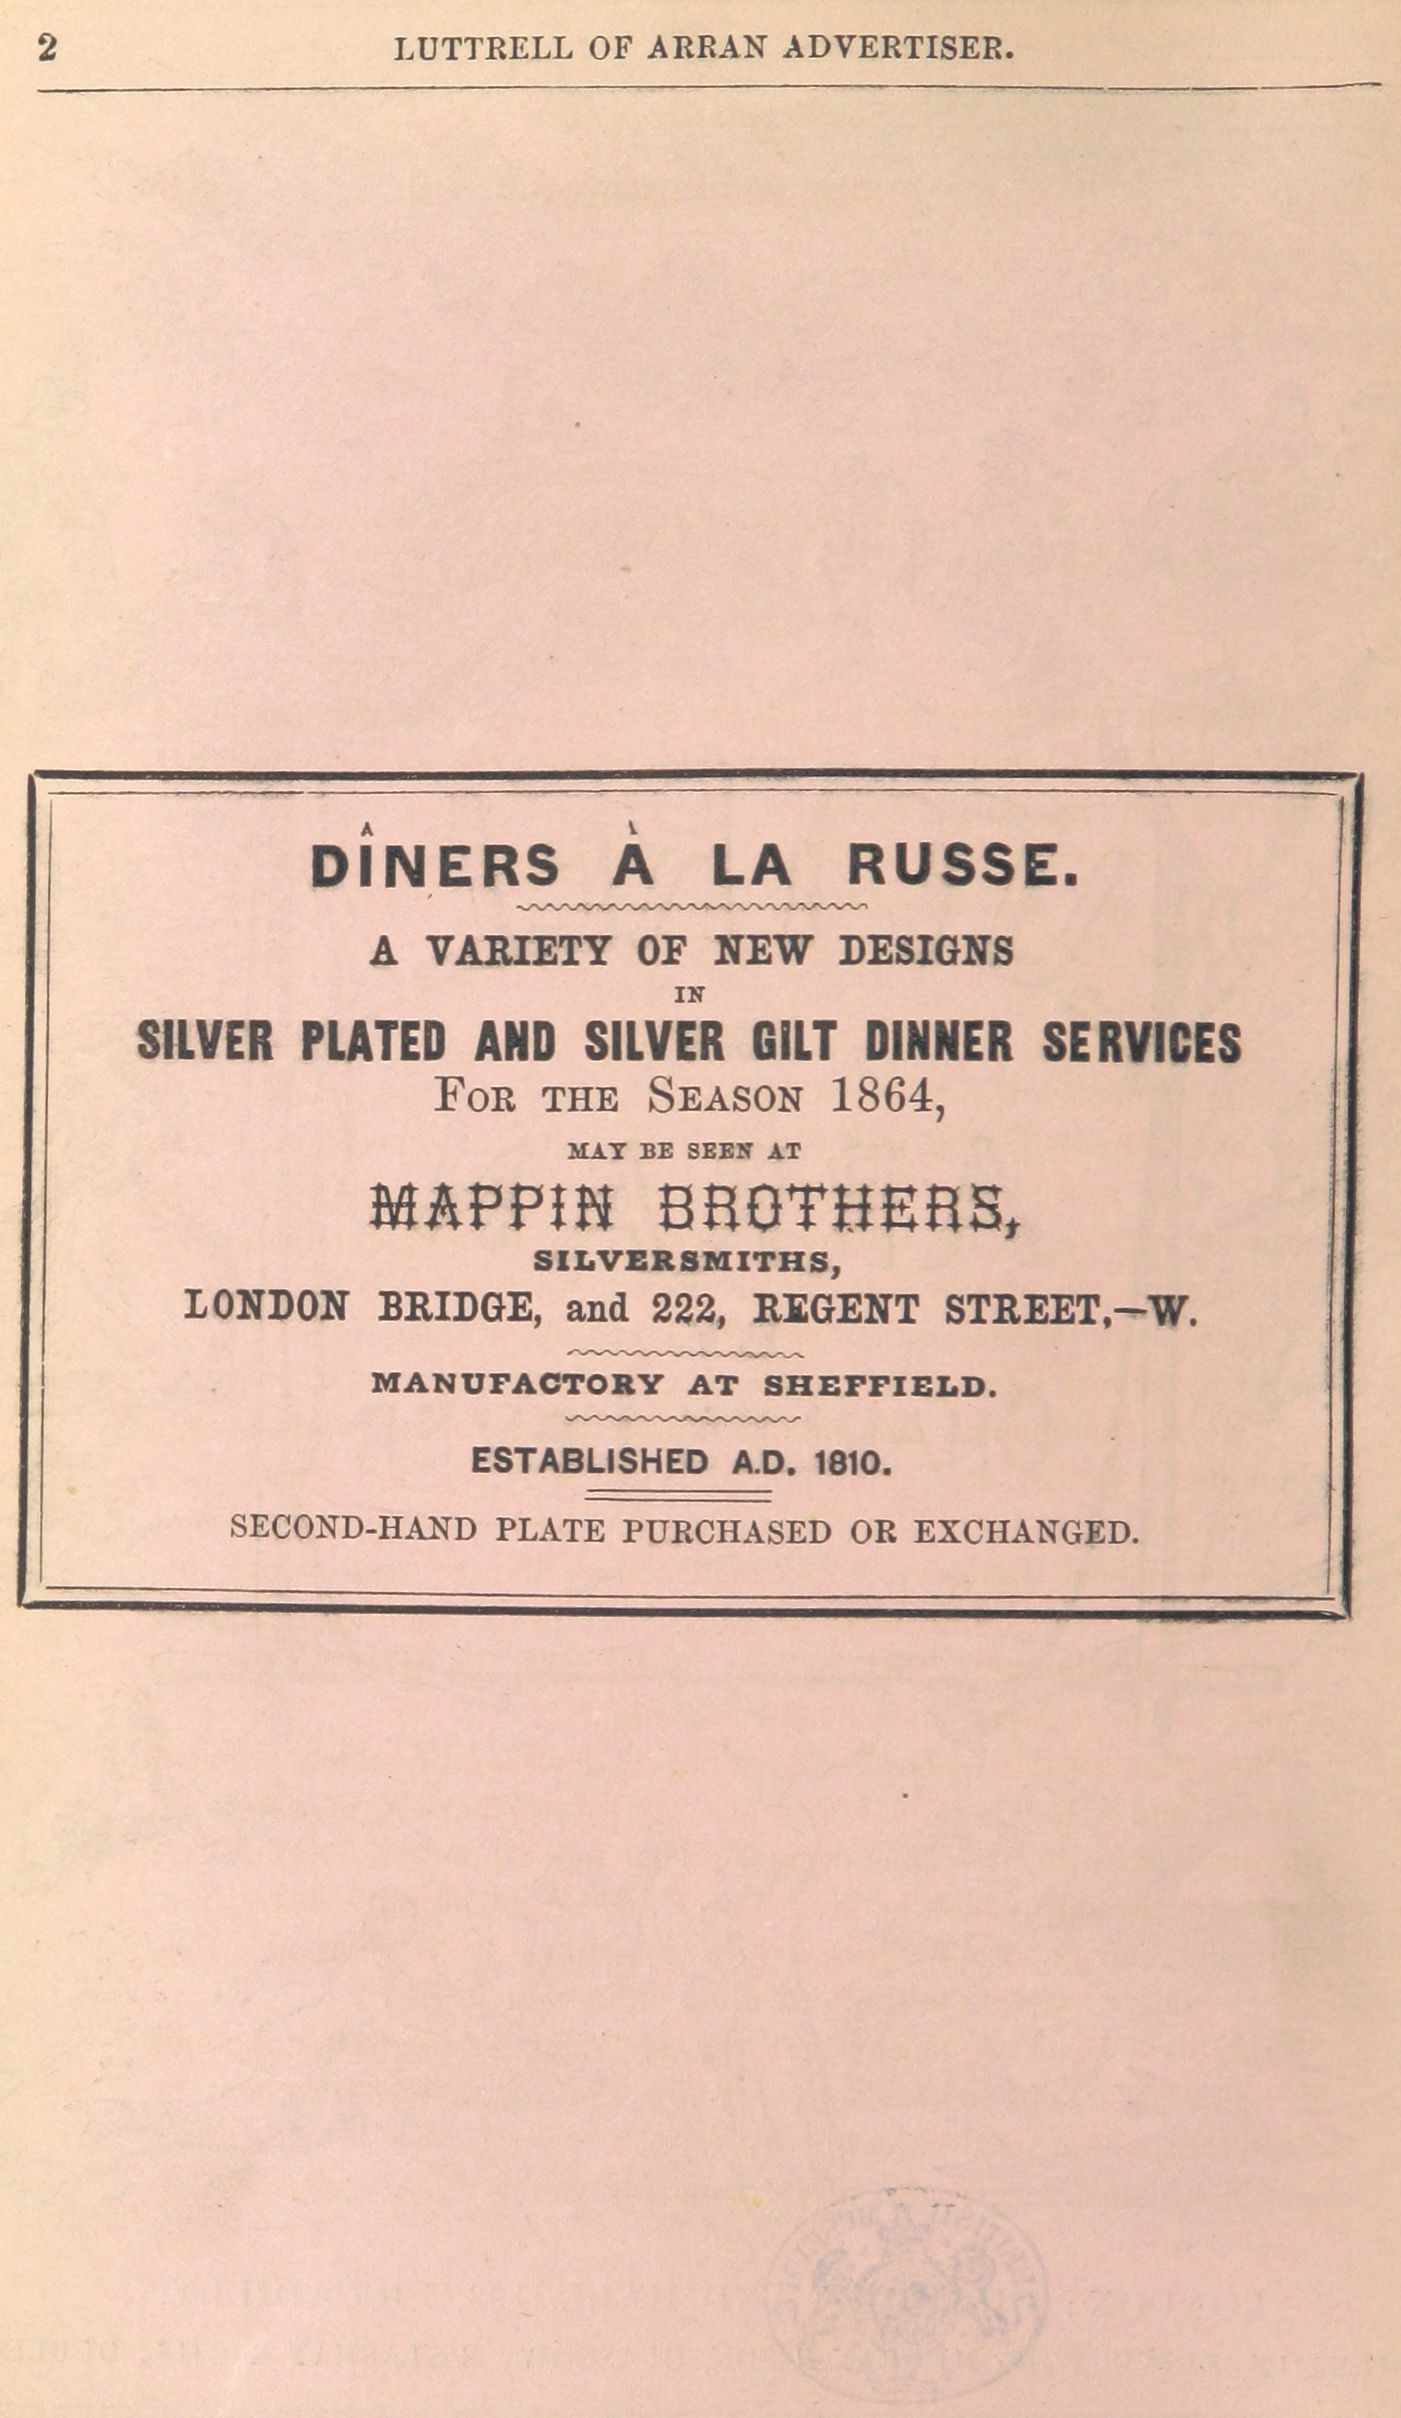 2 LUTTRELL OF ARRAN ADVERTISER.
DÎNERS À LA RUSSE.
A VARIETY OF NEW DESIGNS
IN
SILVER PLATED AND SILVER GILT DINNER SERVICES
FOR THE SEASON 1864,
MAY BE SEEN AT
MAPPIN BROTHERS,
SILVERSMITHS,
LONDON BRIDGE, and 222, REGENT STREET,—W.
MANUFACTORY AT SHEFFIELD.
ESTABLISHED A.D. 1810.
SECOND-HAND PLATE PURCHASED OR EXCHANGED.